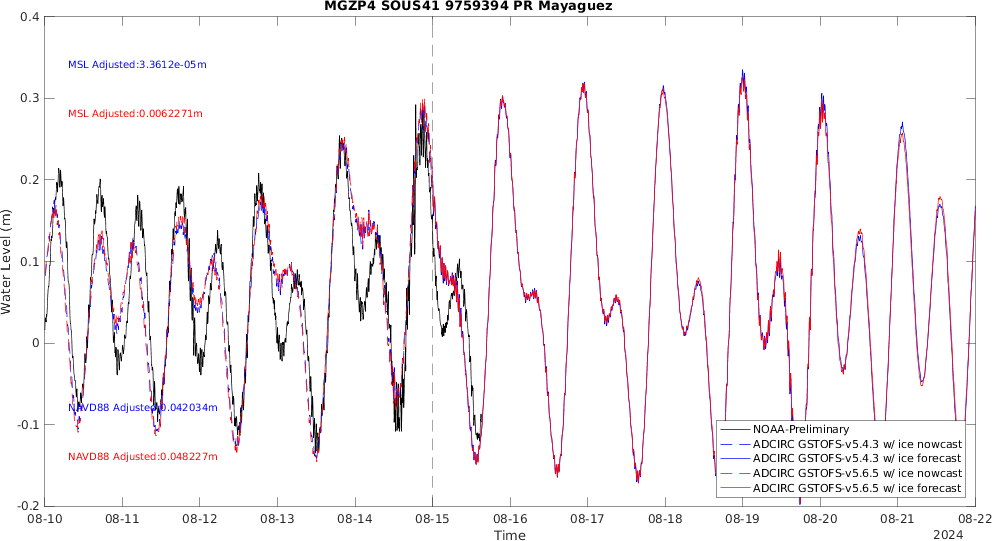 MGZP4 SOUS41 9759394 PR Mayaguez
0.4
0.3
0.2
0.1
0
-0.1
-0.2
Water Level (m)
MSL Adjusted:3.3612e-05m
MSL Adjusted:0.0062271m
NAVD88 Adjusted:0.042034m
NAVD88 Adjusted:0.048227m
NOAA-Preliminary
ADCIRC GSTOFS-v5.4.3 w/ ice nowcast
ADCIRC GSTOFS-v5.4.3 w/ ice forecast
ADCIRC GSTOFS-v5.6.5 w/ ice nowcast
ADCIRC GSTOFS-v5.6.5 w/ ice forecast
08-10 08-11 08-12 08-13 08-14 08-15 08-16 08-17 08-18 08-19 08-20 08-21 08-22
Time
2024